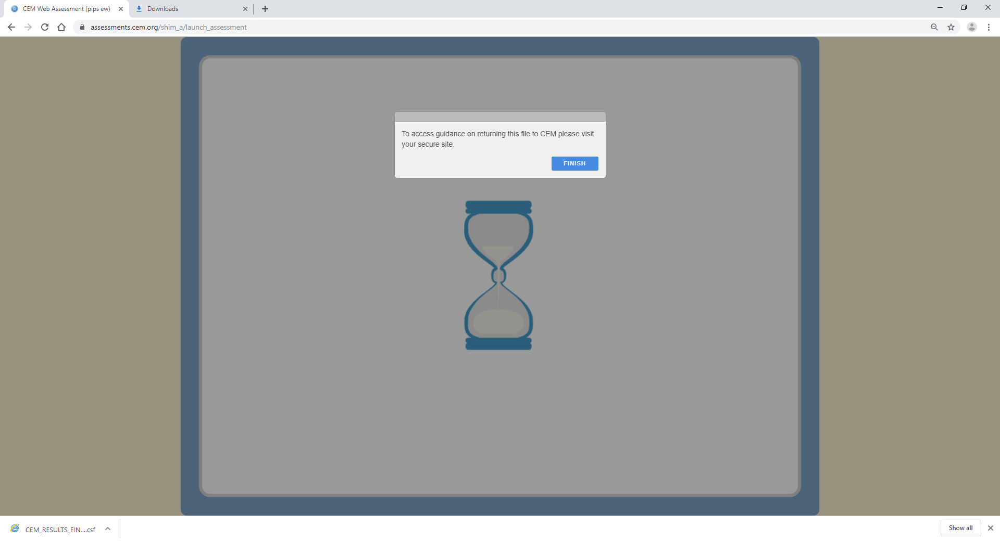 CEM Web Assessment (pips ew)
Downloads
assessments.cem.org/shim_a/launch_assessment
To access guidance on returning this file to CEM please visit
your secure site.
FINISH
CEM_RESULTS_FIN....csf
Show all